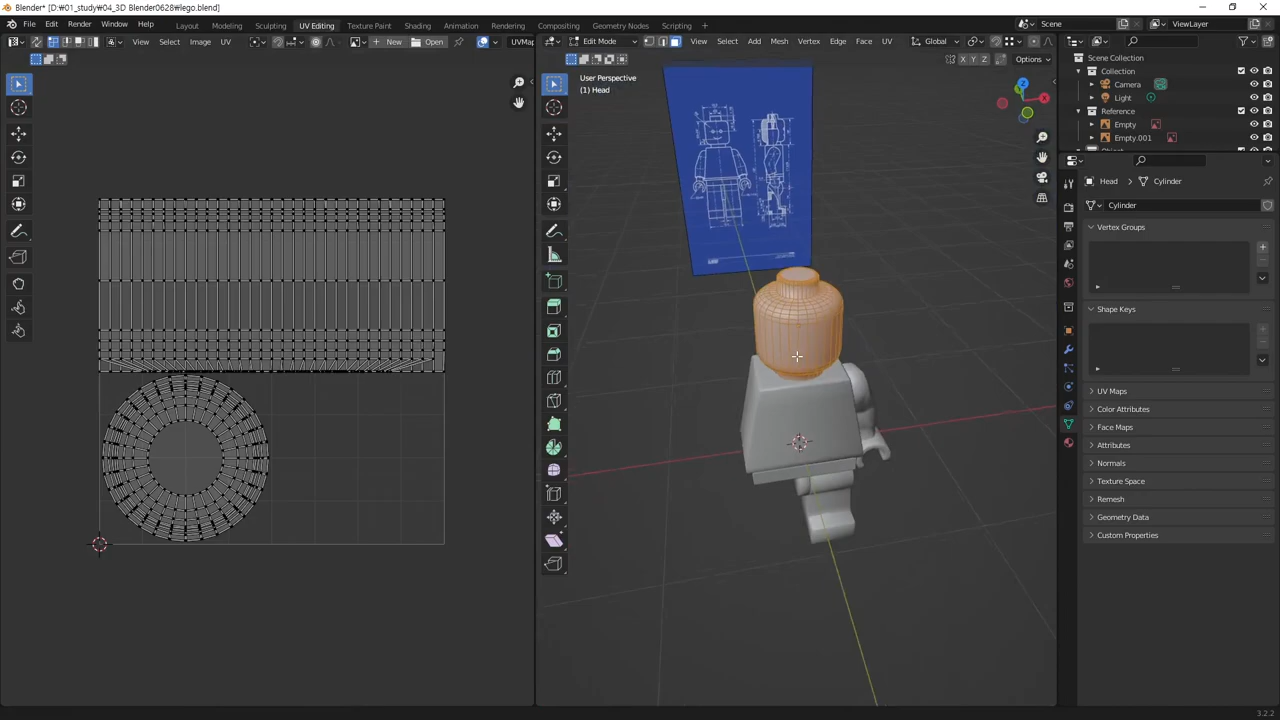 Blender* [D:₩01_study₩04_3D Blender0628₩lego.blend]
File Edit Render Window Help Layout Modeling Sculpting UV Editing Texture Paint Shading Animation Rendering Compositing Geometry Nodes Scripting + Scene ViewLayer
View Select Image UV New Open UVMap
Edit Mode View Select Add Mesh Vertex Edge Face UV Global
X Y Z Options
User Perspective
(1) Head
Scene Collection
Collection
Camera
Light
Reference
Empty
Empty.001
Head Cylinder
Cylinder
Vertex Groups
Shape Keys
UV Maps
Color Attributes
Face Maps
Attributes
Normals
Texture Space
Remesh
Geometry Data
Custom Properties
3.2.2